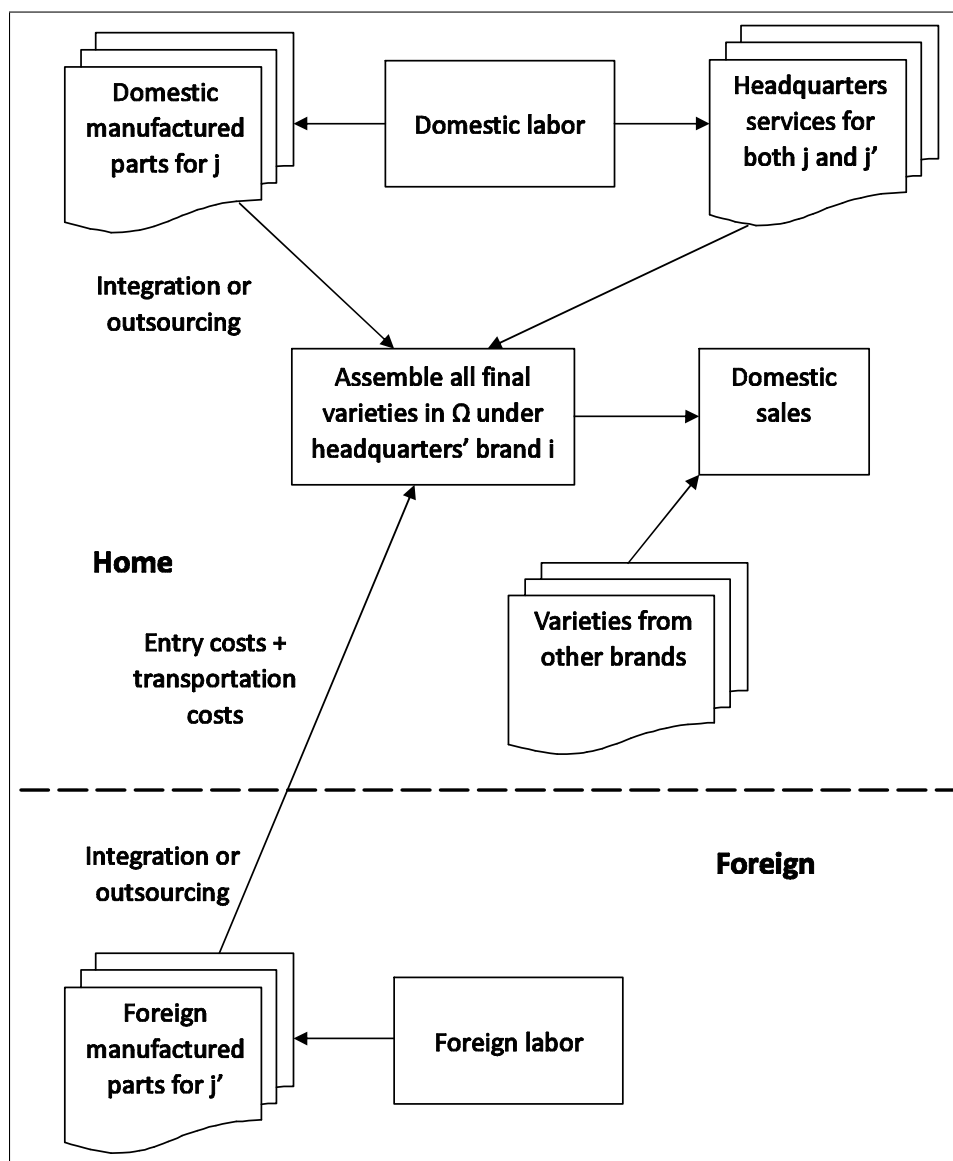 Domestic
manufactured
parts for j
Domestic labor
Headquarters
services for
both j and j’
Integration or
outsourcing
Assemble all final
varieties in Ω under
headquarters’ brand i
Domestic
sales
Home
Varieties from
other brands
Entry costs +
transportation
costs
Integration or
outsourcing
Foreign
Foreign
manufactured
parts for j’
Foreign labor